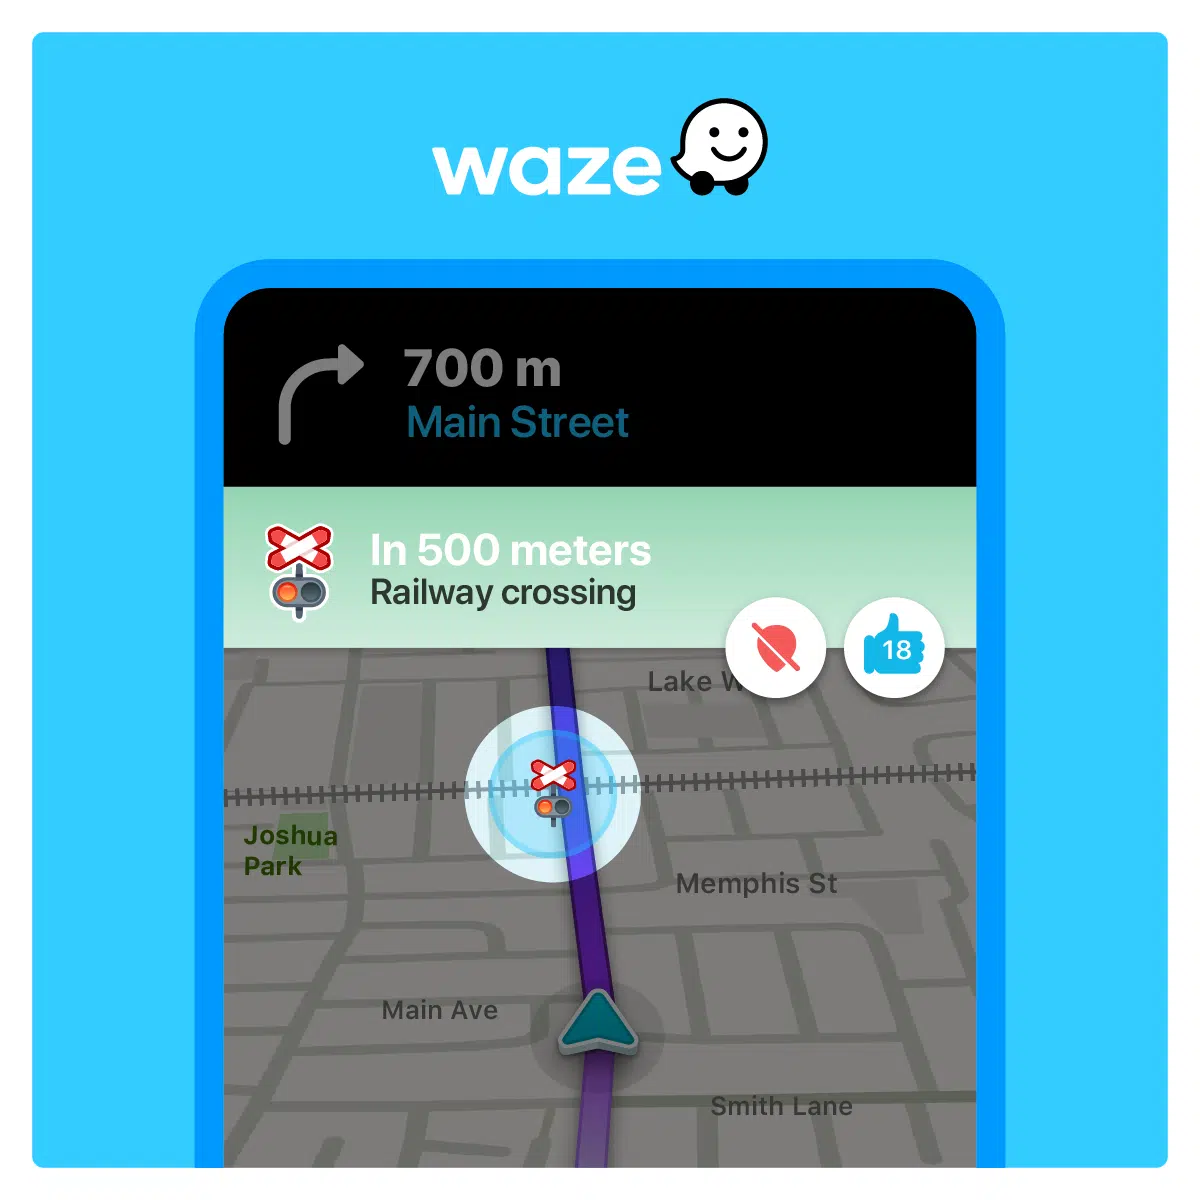 waze
700 m
Main Street
In 500 meters
Railway crossing
18
Lake
Joshua
Park
Memphis St
Main Ave
Smith Lane